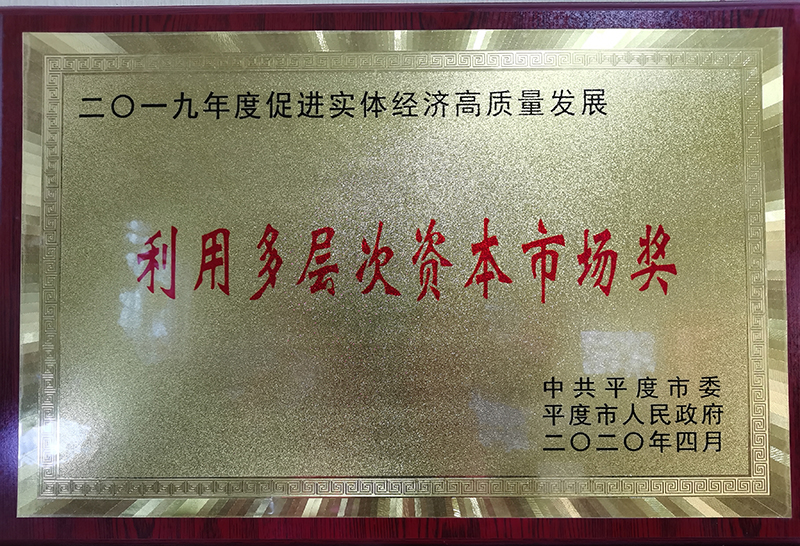 二〇一九年度促进实体经济高质量发展
利用多层次资本市场奖
中共平度市委
平度市人民政府
二〇二〇年四月